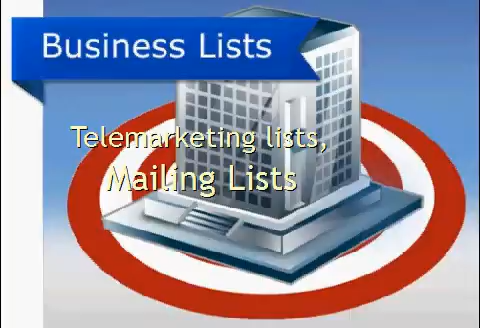 Business Lists
Telemarketing lists,
Mailing Lists